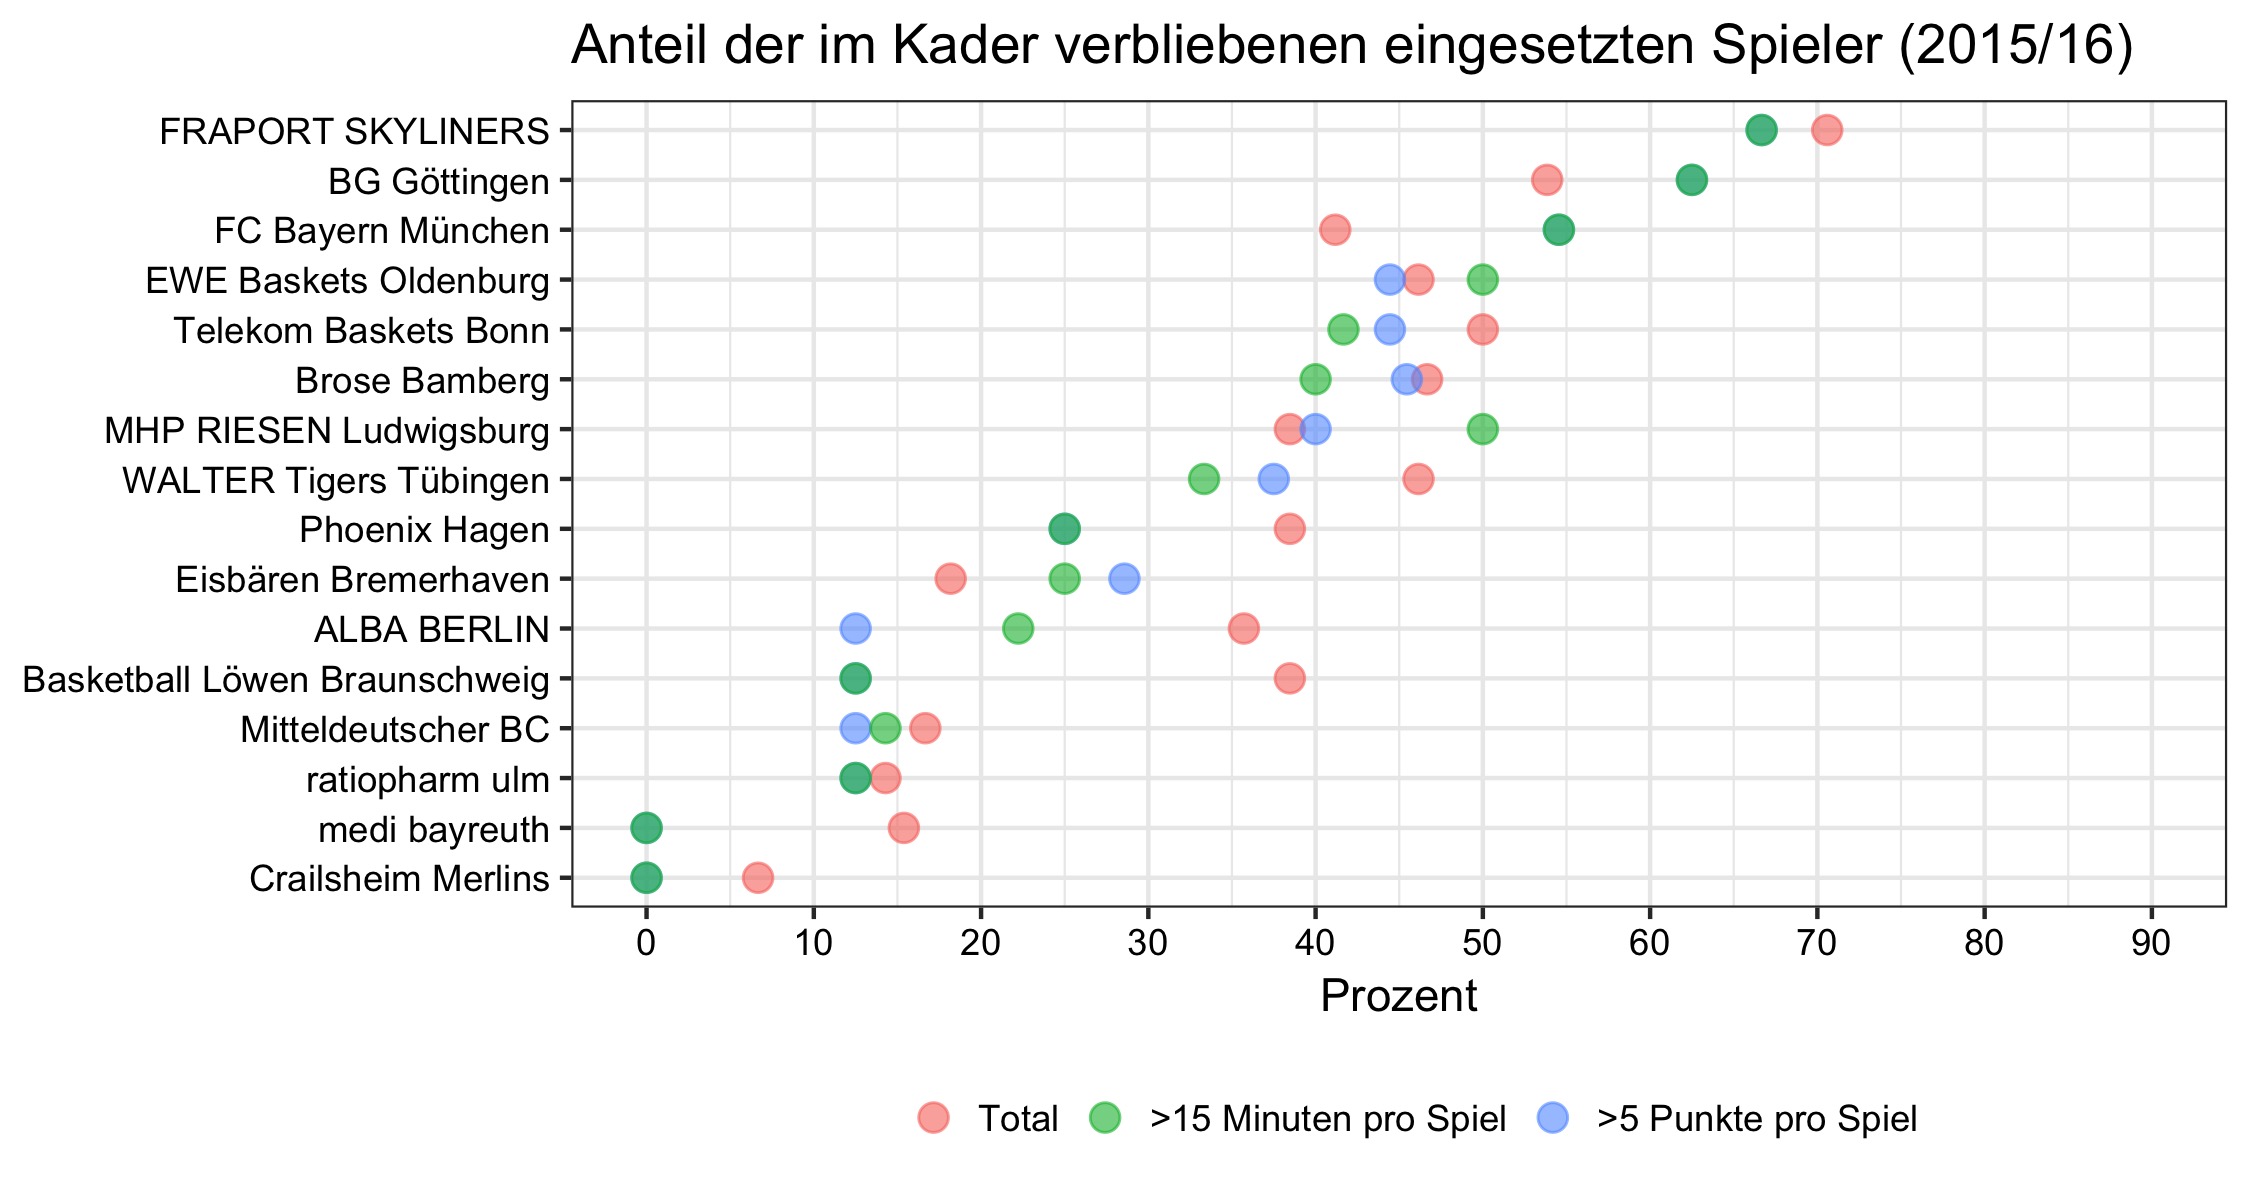 Anteil der im Kader verbliebenen eingesetzten Spieler (2015/16)
FRAPORT SKYLINERS
BG Göttingen
FC Bayern München
EWE Baskets Oldenburg
Telekom Baskets Bonn
Brose Bamberg
MHP RIESEN Ludwigsburg
WALTER Tigers Tübingen
Phoenix Hagen
Eisbären Bremerhaven
ALBA BERLIN
Basketball Löwen Braunschweig
Mitteldeutscher BC
ratiopharm ulm
medi bayreuth
Crailsheim Merlins
0 10 20 30 40 50 60 70 80 90
Prozent
Total >15 Minuten pro Spiel >5 Punkte pro Spiel